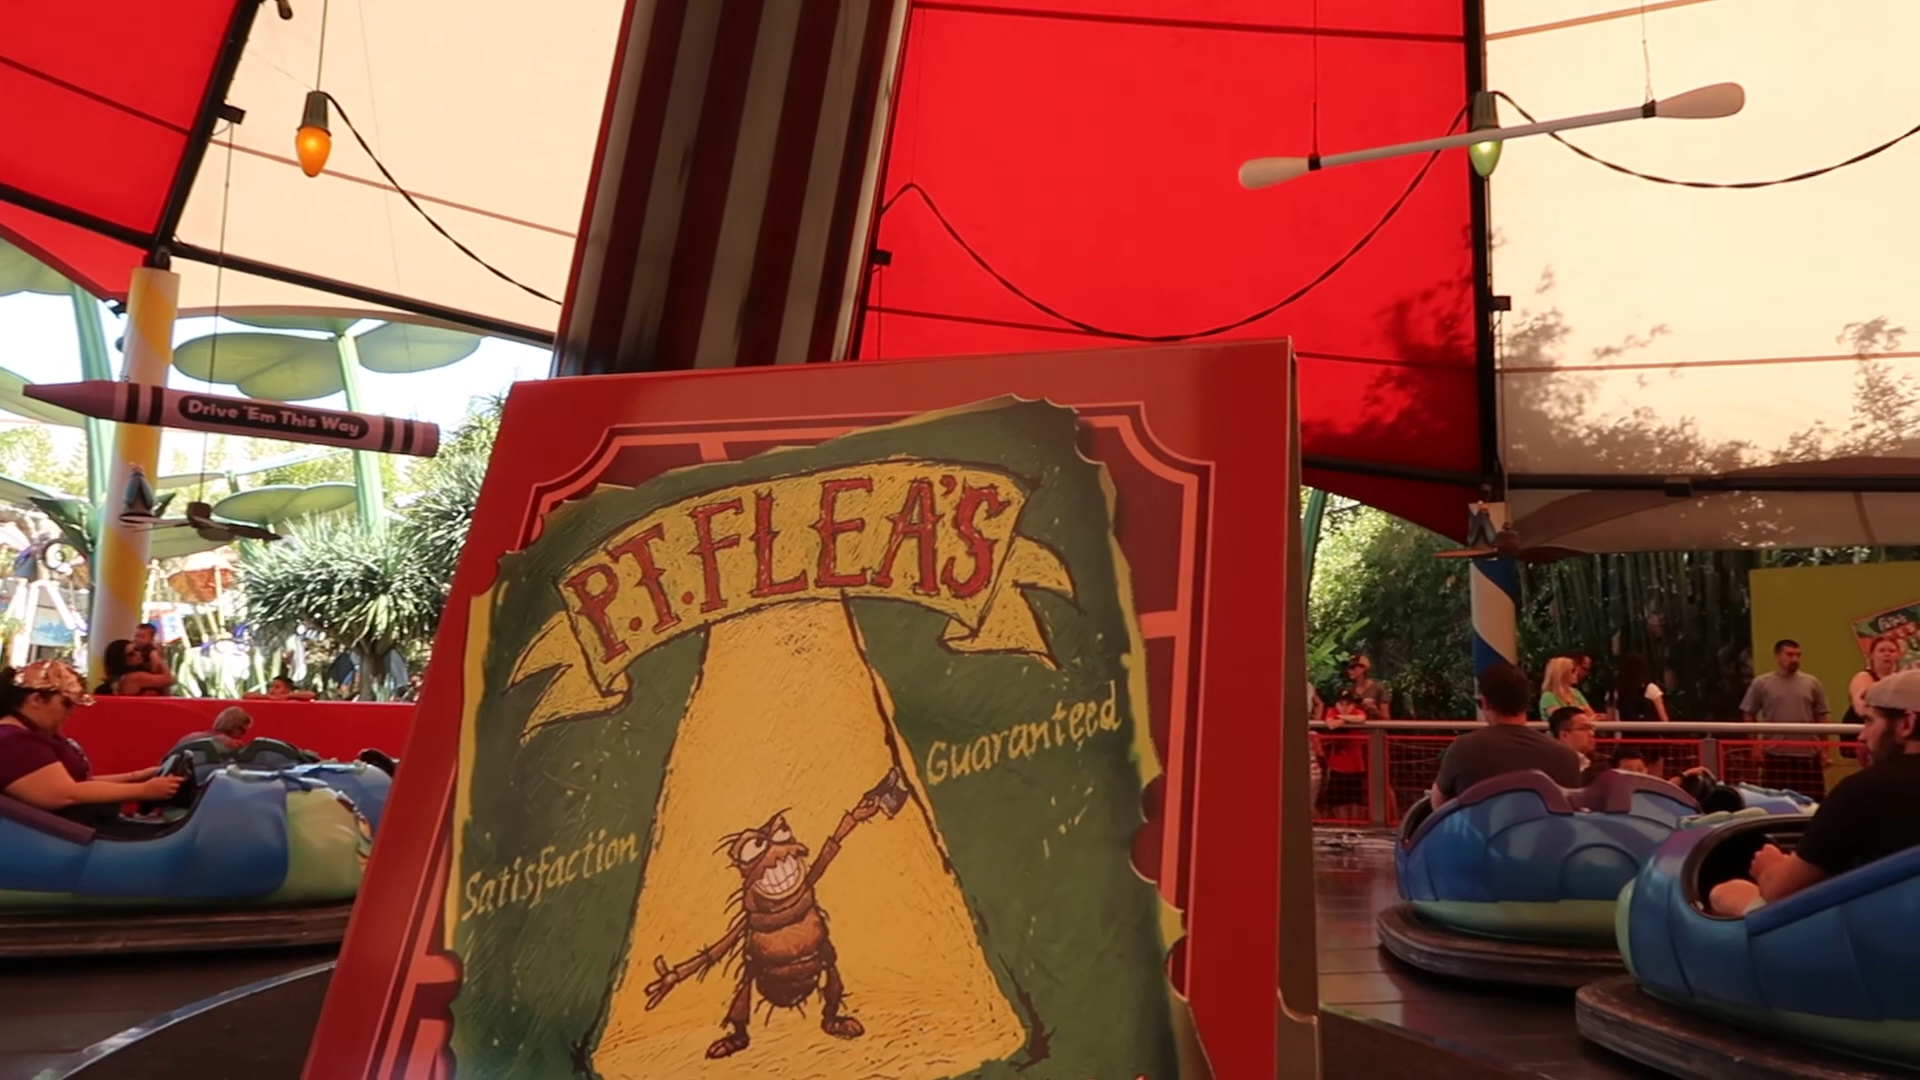 Drive 'Em This Way
P.T. FLEA'S
Satisfaction
Guaranteed